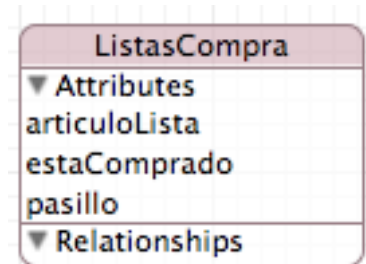 ListasCompra
▼ Attributes
articuloLista
estaComprado
pasillo
▼ Relationships